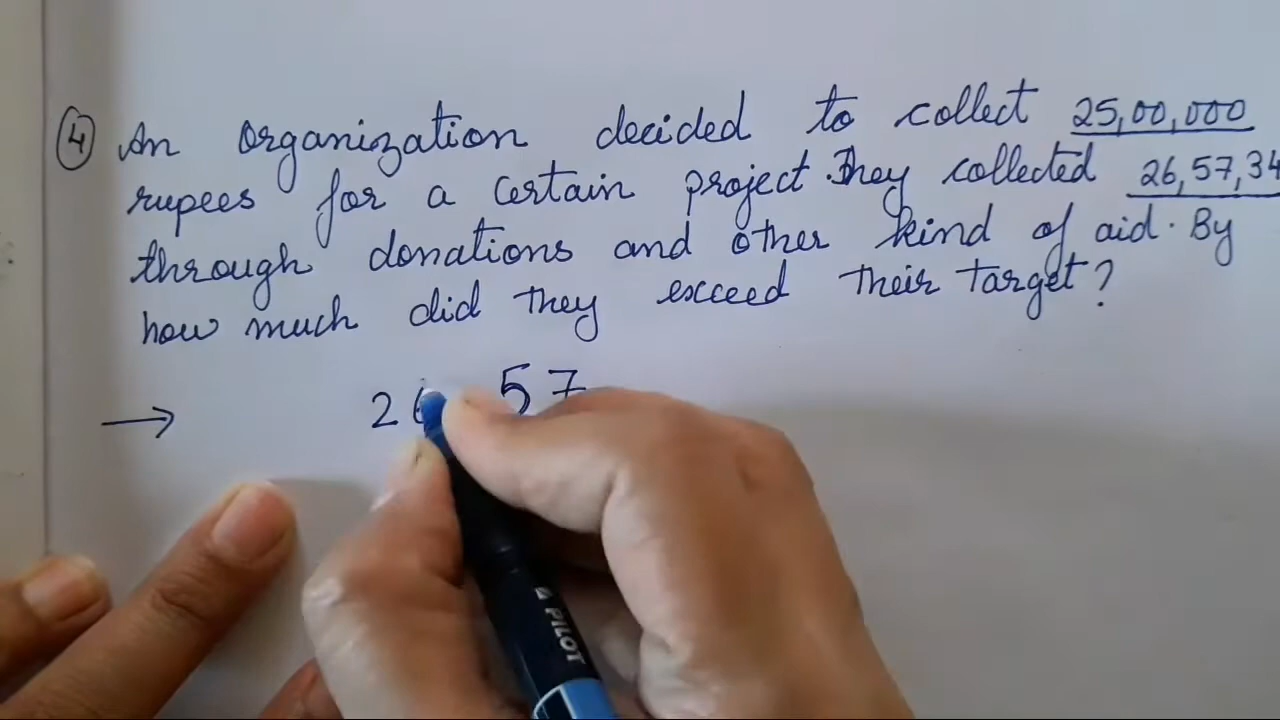 4 An organization decided to collect 25,00,000
rupees for a certain project. They collected 26,57,34
through donations and other kind of aid. By
how much did they exceed their target?
→ 26 57
PILOT